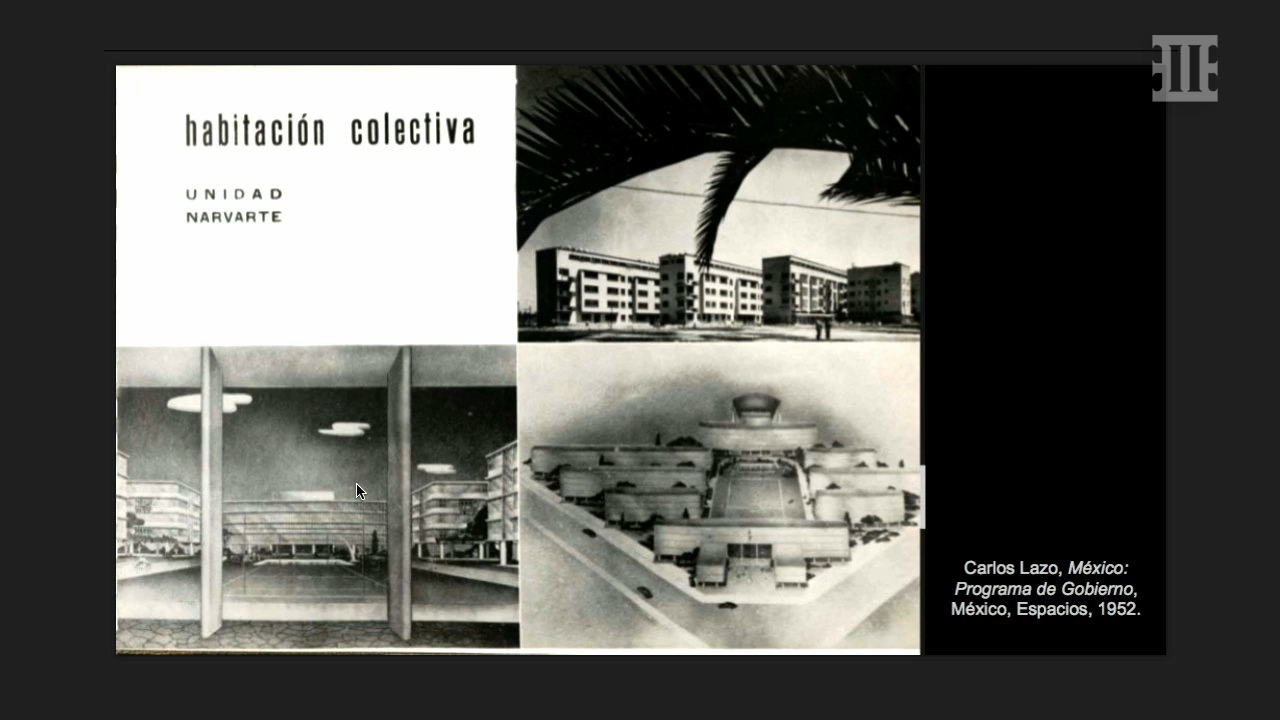 habitación colectiva
UNIDAD
NARVARTE
Carlos Lazo, México:
Programa de Gobierno,
México, Espacios, 1952.